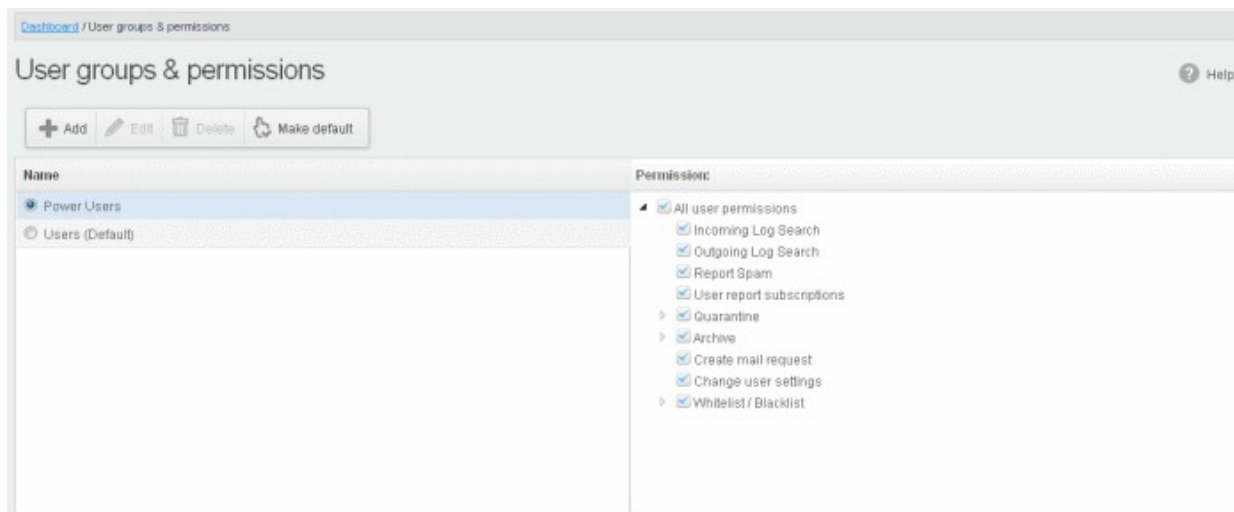 Dashboard / User groups & permissions
User groups & permissions
Help
Add Edit Delete Make default
Name
Permission:
Power Users
Users (Default)
All user permissions
Incoming Log Search
Outgoing Log Search
Report Spam
User report subscriptions
Quarantine
Archive
Create mail request
Change user settings
Whitelist / Blacklist